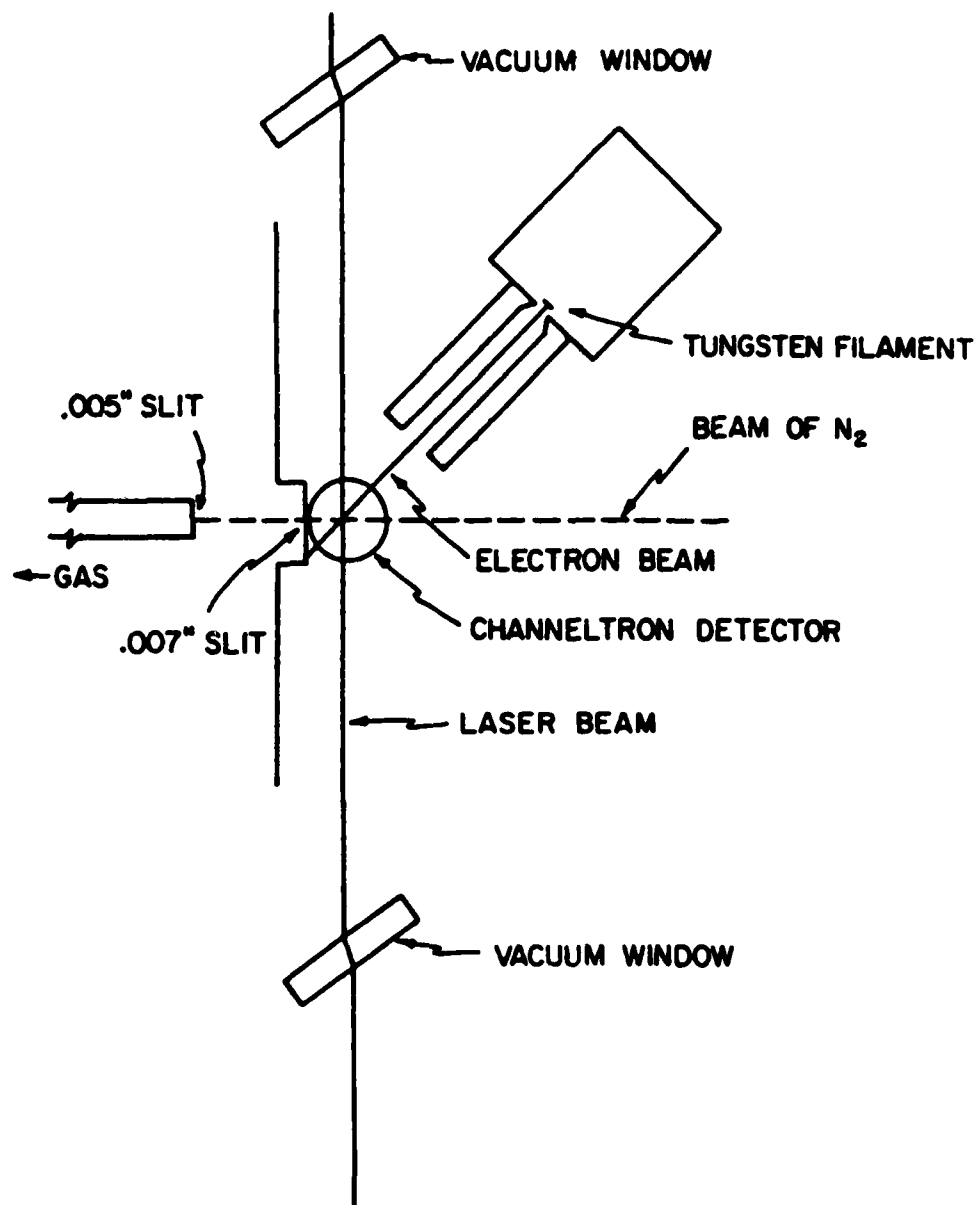 VACUUM WINDOW
TUNGSTEN FILAMENT
.005" SLIT
BEAM OF N₂
ELECTRON BEAM
GAS
CHANNELTRON DETECTOR
.007" SLIT
LASER BEAM
VACUUM WINDOW